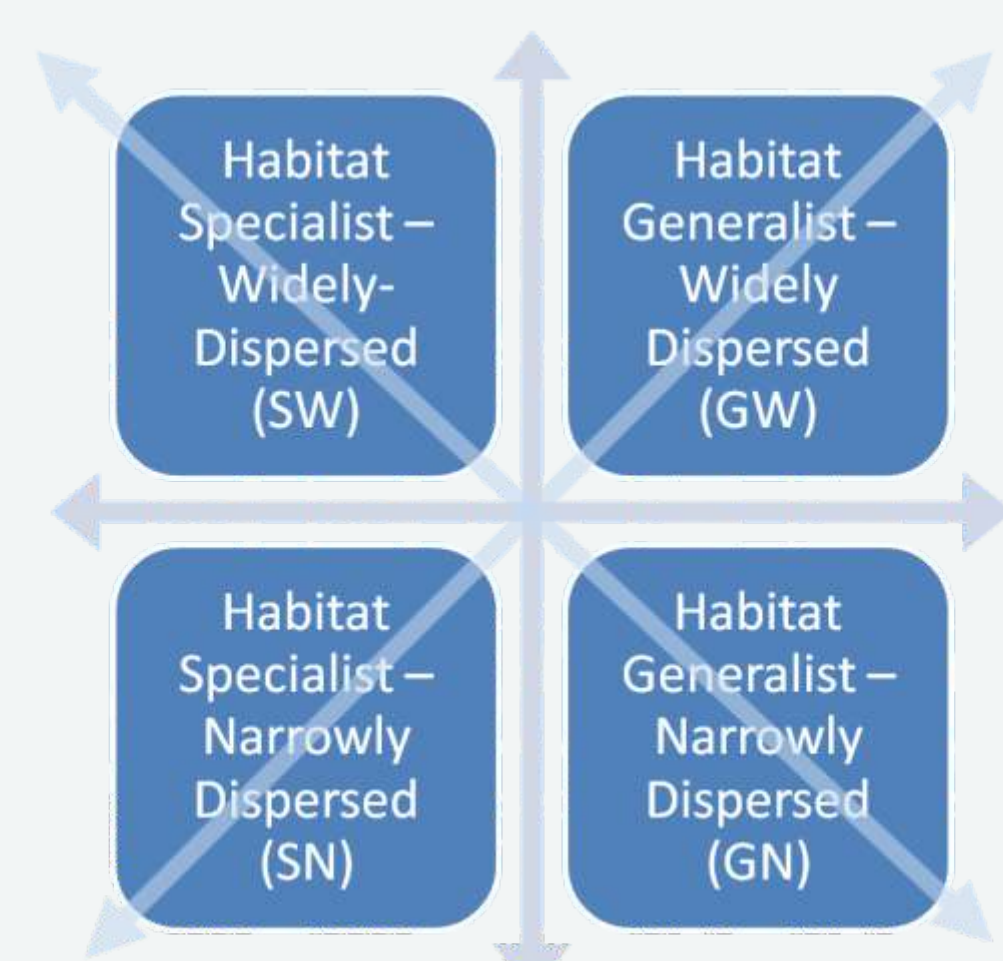 Habitat
Specialist –
Widely-
Dispersed
(SW)
Habitat
Generalist –
Widely
Dispersed
(GW)
Habitat
Specialist –
Narrowly
Dispersed
(SN)
Habitat
Generalist –
Narrowly
Dispersed
(GN)